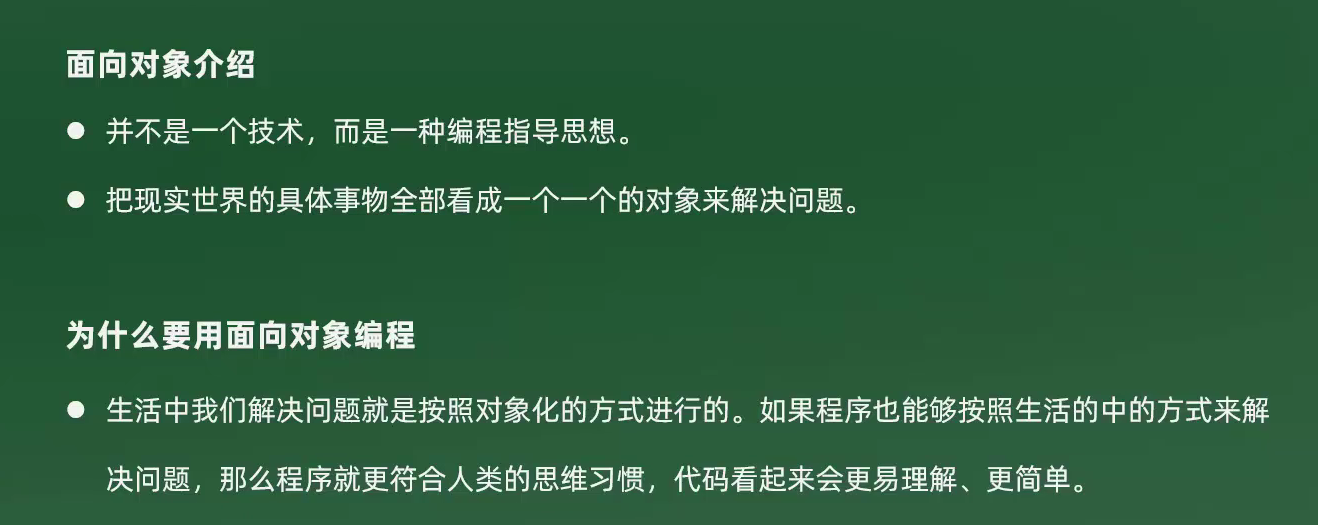 面向对象介绍
● 并不是一个技术，而是一种编程指导思想。
● 把现实世界的具体事物全部看成一个一个的对象来解决问题。
为什么要用面向对象编程
● 生活中我们解决问题就是按照对象化的方式进行的。如果程序也能够按照生活的中的方式来解
决问题，那么程序就更符合人类的思维习惯，代码看起来会更易理解、更简单。